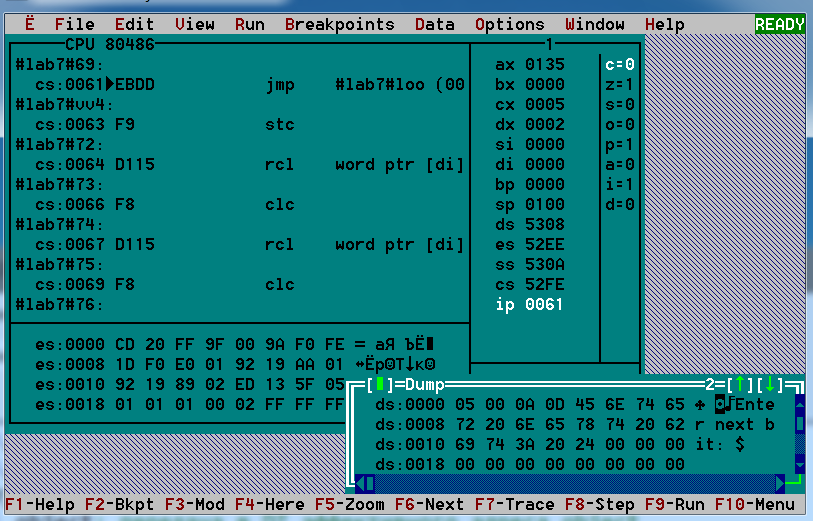 Ë File Edit View Run Breakpoints Data Options Window Help READY
CPU 80486 1
#lab7#69: ax 0135 c=0
cs:0061►EBDD jmp #lab7#loo (00 bx 0000 z=1
#lab7#vv4: cx 0005 s=0
cs:0063 F9 stc dx 0002 o=0
#lab7#72: si 0000 p=1
cs:0064 D115 rcl word ptr [di] di 0000 a=0
#lab7#73: bp 0000 i=1
cs:0066 F8 clc sp 0100 d=0
#lab7#74: ds 5308
cs:0067 D115 rcl word ptr [di] es 52EE
#lab7#75: ss 530A
cs:0069 F8 clc cs 52FE
#lab7#76: ip 0061
es:0000 CD 20 FF 9F 00 9A F0 FE = аЯ ЪЁ■
es:0008 1D F0 E0 01 92 19 AA 01 ↔Ёр☺Т↓к☺
es:0010 92 19 89 02 ED 13 5F 05
es:0018 01 01 01 00 02 FF FF FF
[■]=Dump 2=[↑][↓]
ds:0000 05 00 0A 0D 45 6E 74 65 ♣ ◙♪Ente
ds:0008 72 20 6E 65 78 74 20 62 r next b
ds:0010 69 74 3A 20 24 00 00 00 it: $
ds:0018 00 00 00 00 00 00 00 00
F1-Help F2-Bkpt F3-Mod F4-Here F5-Zoom F6-Next F7-Trace F8-Step F9-Run F10-Menu